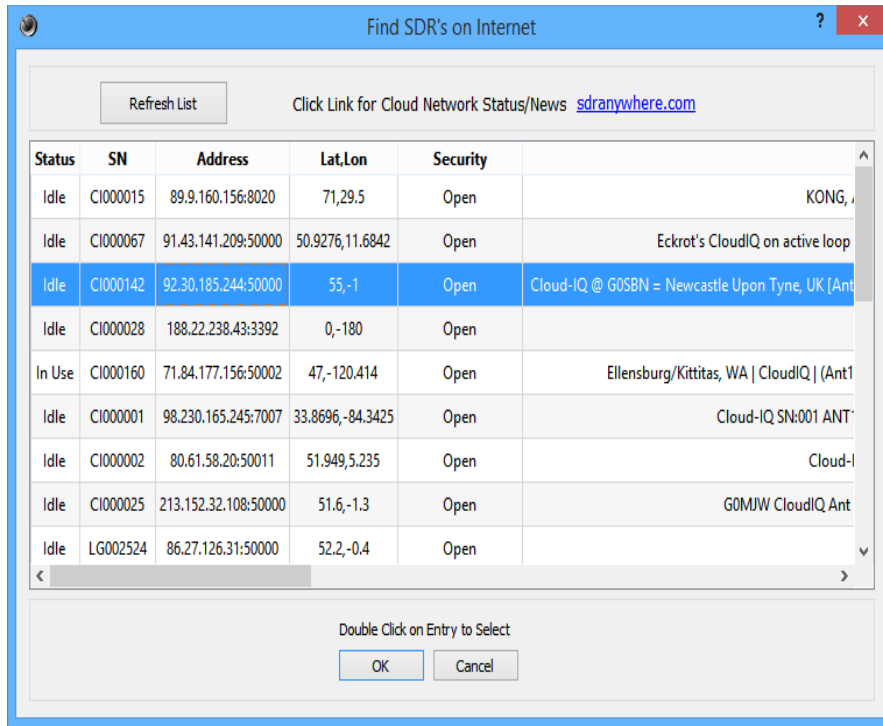 Find SDR's on Internet ? x
Refresh List Click Link for Cloud Network Status/News sdranywhere.com
Status SN Address Lat,Lon Security
Idle CI000015 89.9.160.156:8020 71,29.5 Open KONG,
Idle CI000067 91.43.141.209:50000 50.9276,11.6842 Open Eckrot's CloudIQ on active loop
Idle CI000142 92.30.185.244:50000 55,-1 Open Cloud-IQ @ G0SBN = Newcastle Upon Tyne, UK [Ant
Idle CI000028 188.22.238.43:3392 0,-180 Open
In Use CI000160 71.84.177.156:50002 47,-120.414 Open Ellensburg/Kittitas, WA | CloudIQ | (Ant1
Idle CI000001 98.230.165.245:7007 33.8696,-84.3425 Open Cloud-IQ SN:001 ANT
Idle CI000002 80.61.58.20:50011 51.949,5.235 Open Cloud-
Idle CI000025 213.152.32.108:50000 51.6,-1.3 Open G0MJW CloudIQ Ant
Idle LG002524 86.27.126.31:50000 52.2,-0.4 Open
Double Click on Entry to Select
OK Cancel